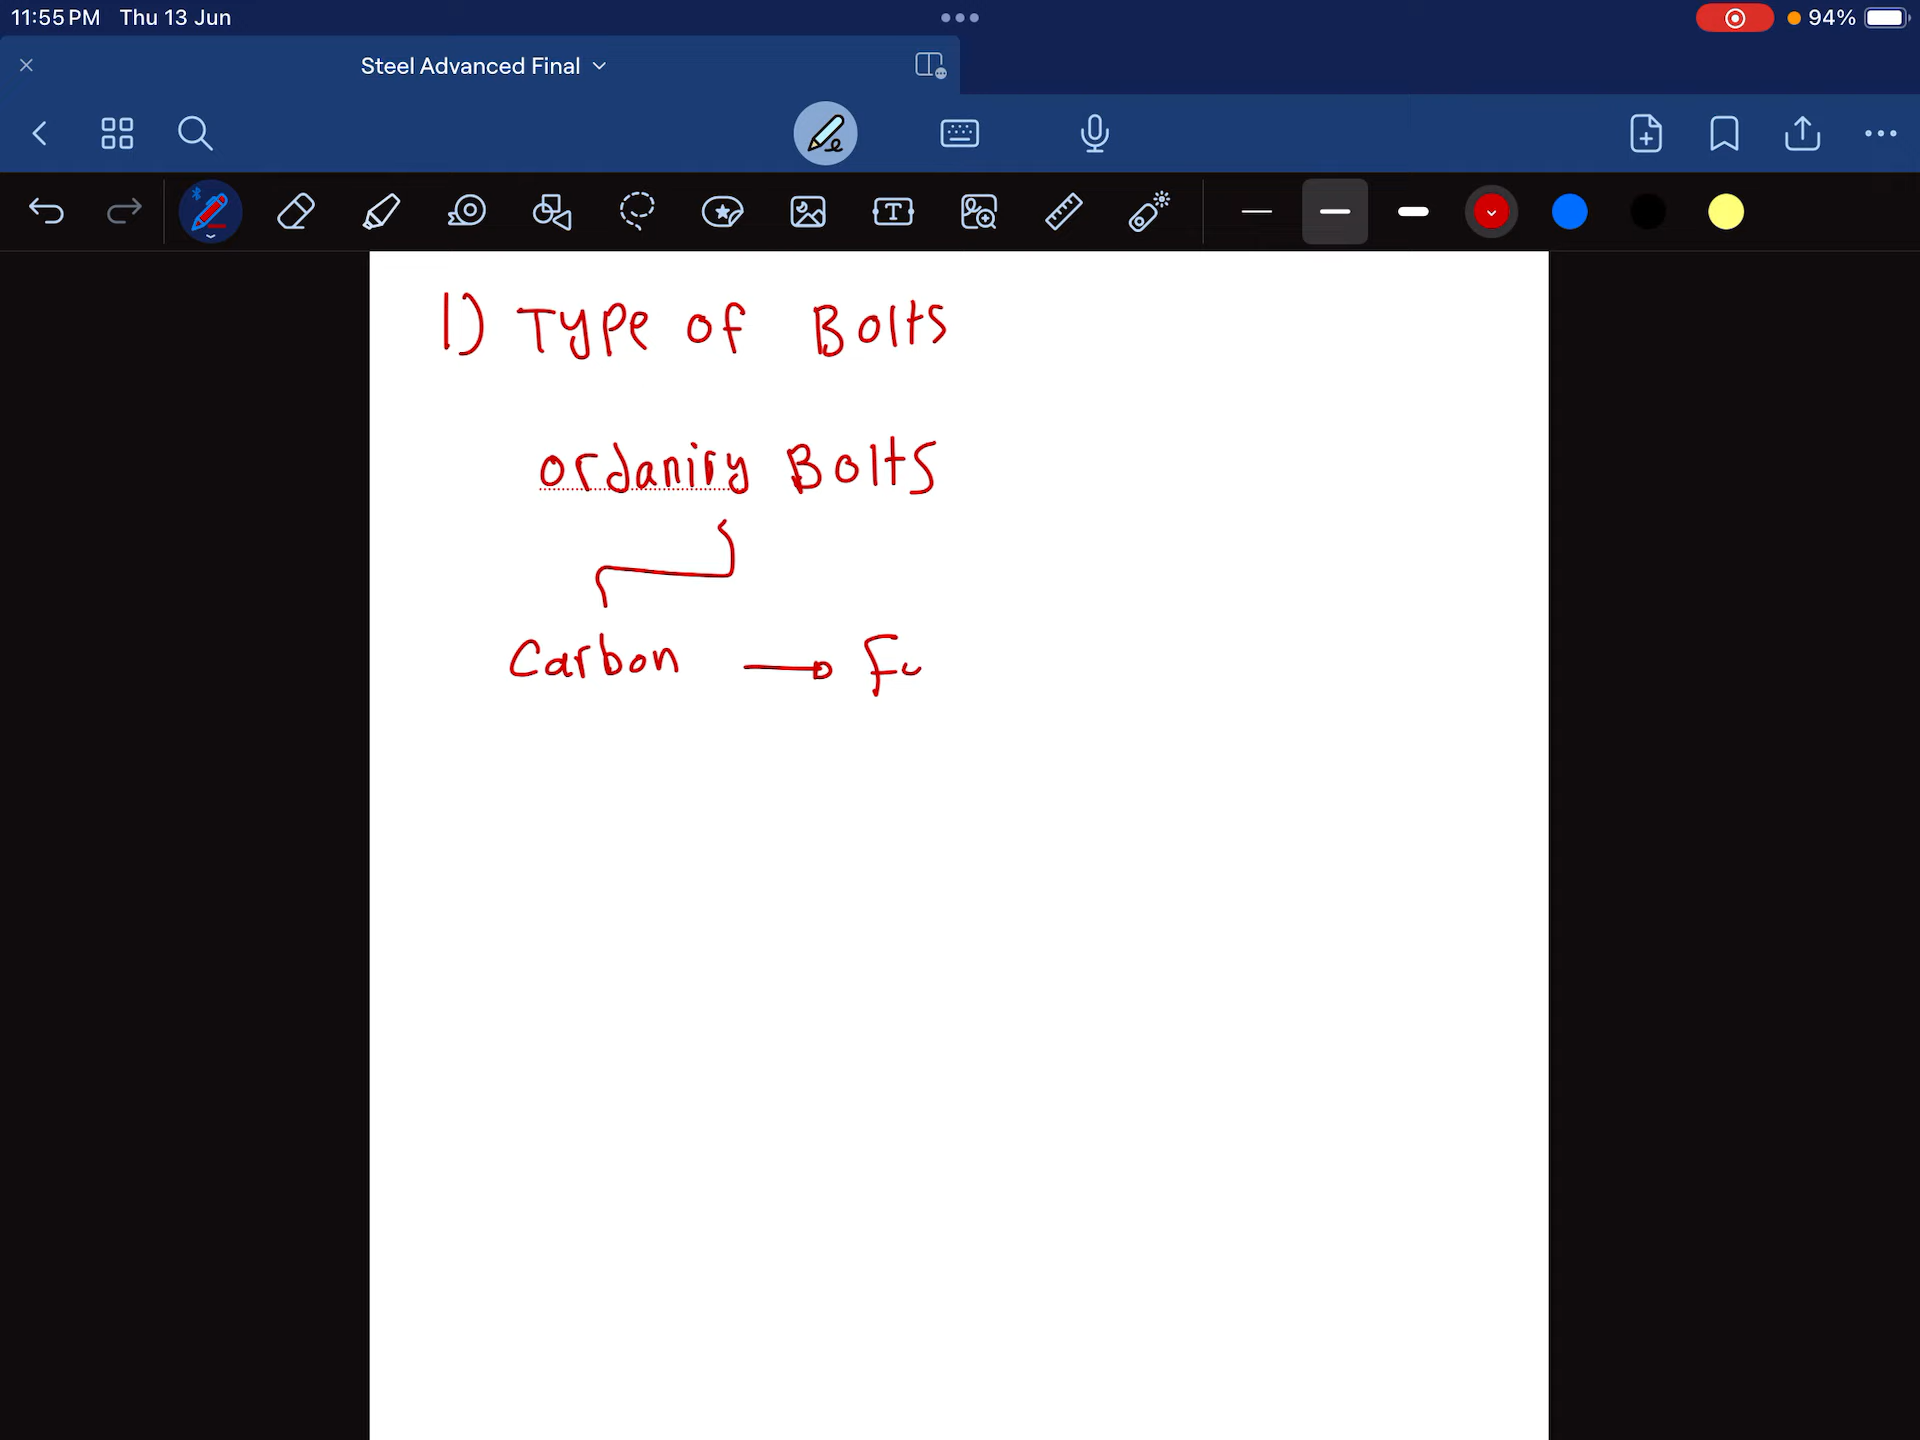 11:55 PM Thu 13 Jun
94%
Steel Advanced Final
1) Type of Bolts
ordaniry Bolts
Carbon Fu